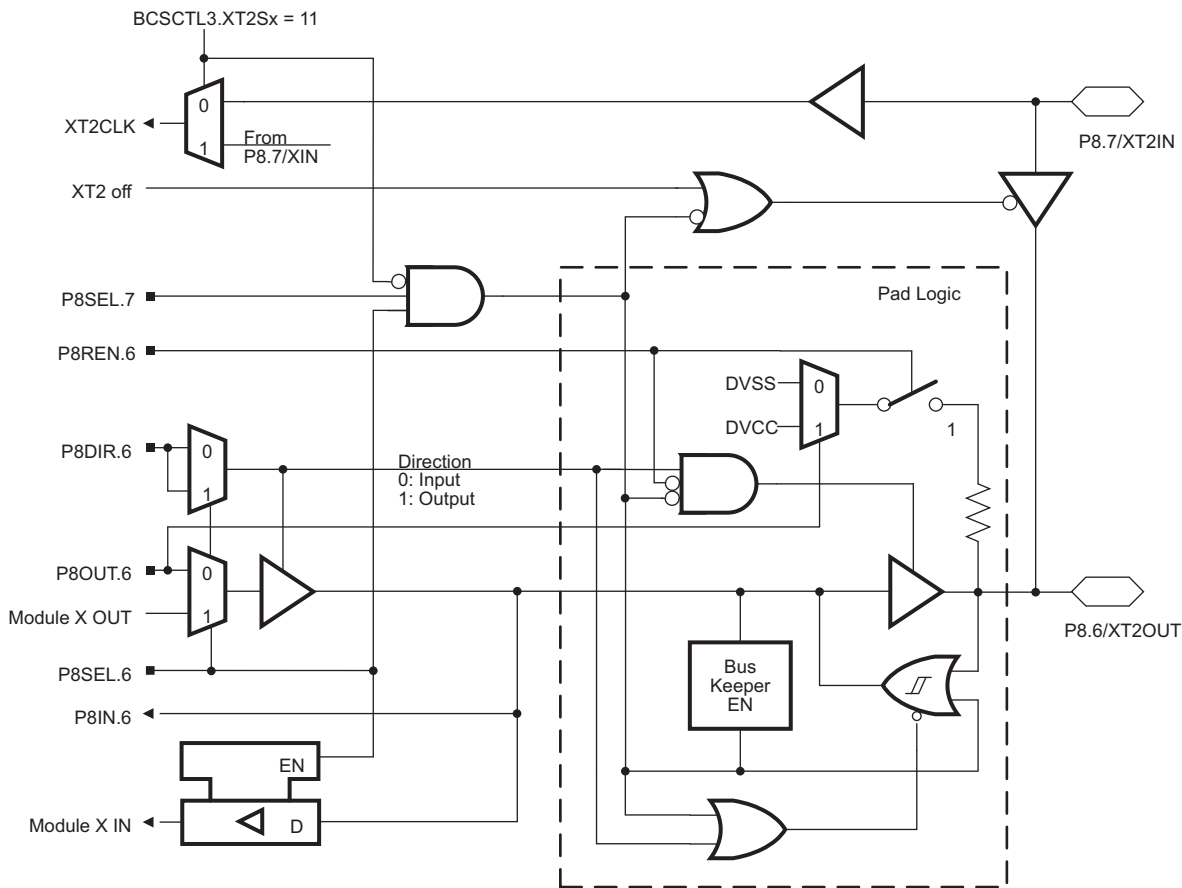 BCSCTL3.XT2Sx = 11
0
XT2CLK
1
From
P8.7/XIN
P8.7/XT2IN
XT2 off
P8SEL.7
Pad Logic
P8REN.6
DVSS
0
DVCC
1
1
P8DIR.6
0
1
Direction
0: Input
1: Output
P8OUT.6
0
Module X OUT
1
P8.6/XT2OUT
P8SEL.6
Bus
Keeper
EN
P8IN.6
EN
Module X IN
D